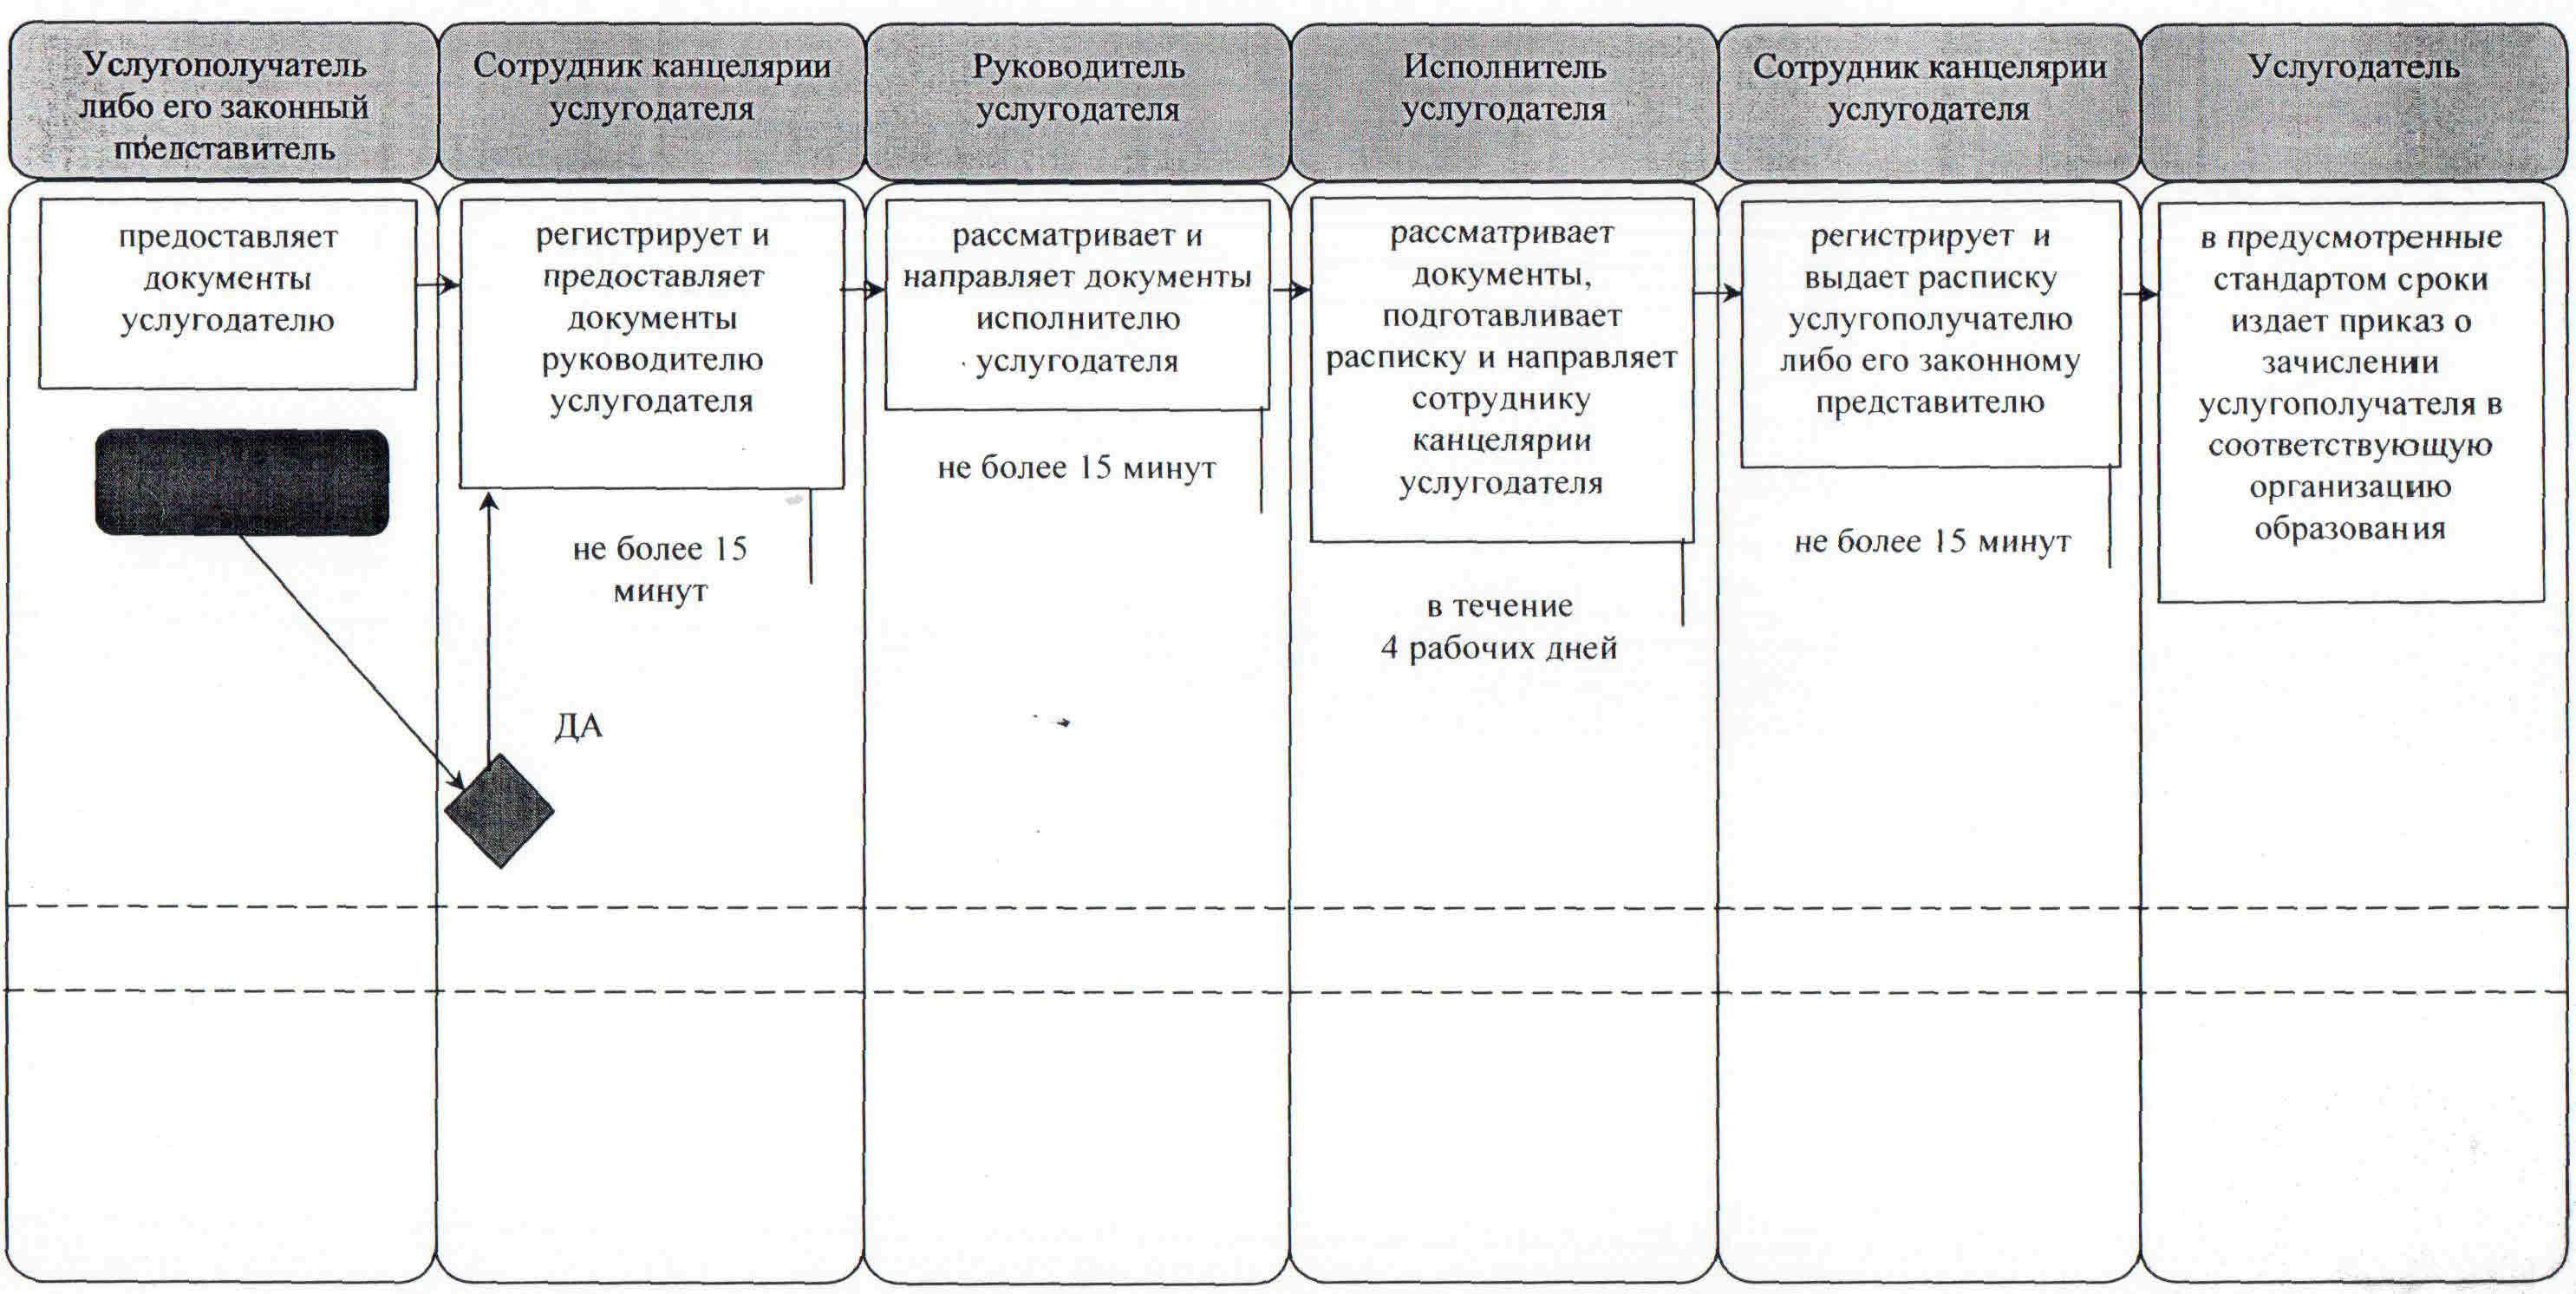 Услугополучатель
либо его законный
представитель
Сотрудник канцелярии
услугодателя
Руководитель
услугодателя
Исполнитель
услугодателя
Сотрудник канцелярии
услугодателя
Услугодатель
предоставляет
документы
услугодателю
регистрирует и
предоставляет
документы
руководителю
услугодателя
не более 15
минут
ДА
рассматривает и
направляет документы
исполнителю
услугодателя
не более 15 минут
рассматривает
документы,
подготавливает
расписку и направляет
сотруднику
канцелярии
услугодателя
в течение
4 рабочих дней
регистрирует и
выдает расписку
услугополучателю
либо его законному
представителю
не более 15 минут
в предусмотренные
стандартом сроки
издает приказ о
зачислении
услугополучателя в
соответствующую
организацию
образования